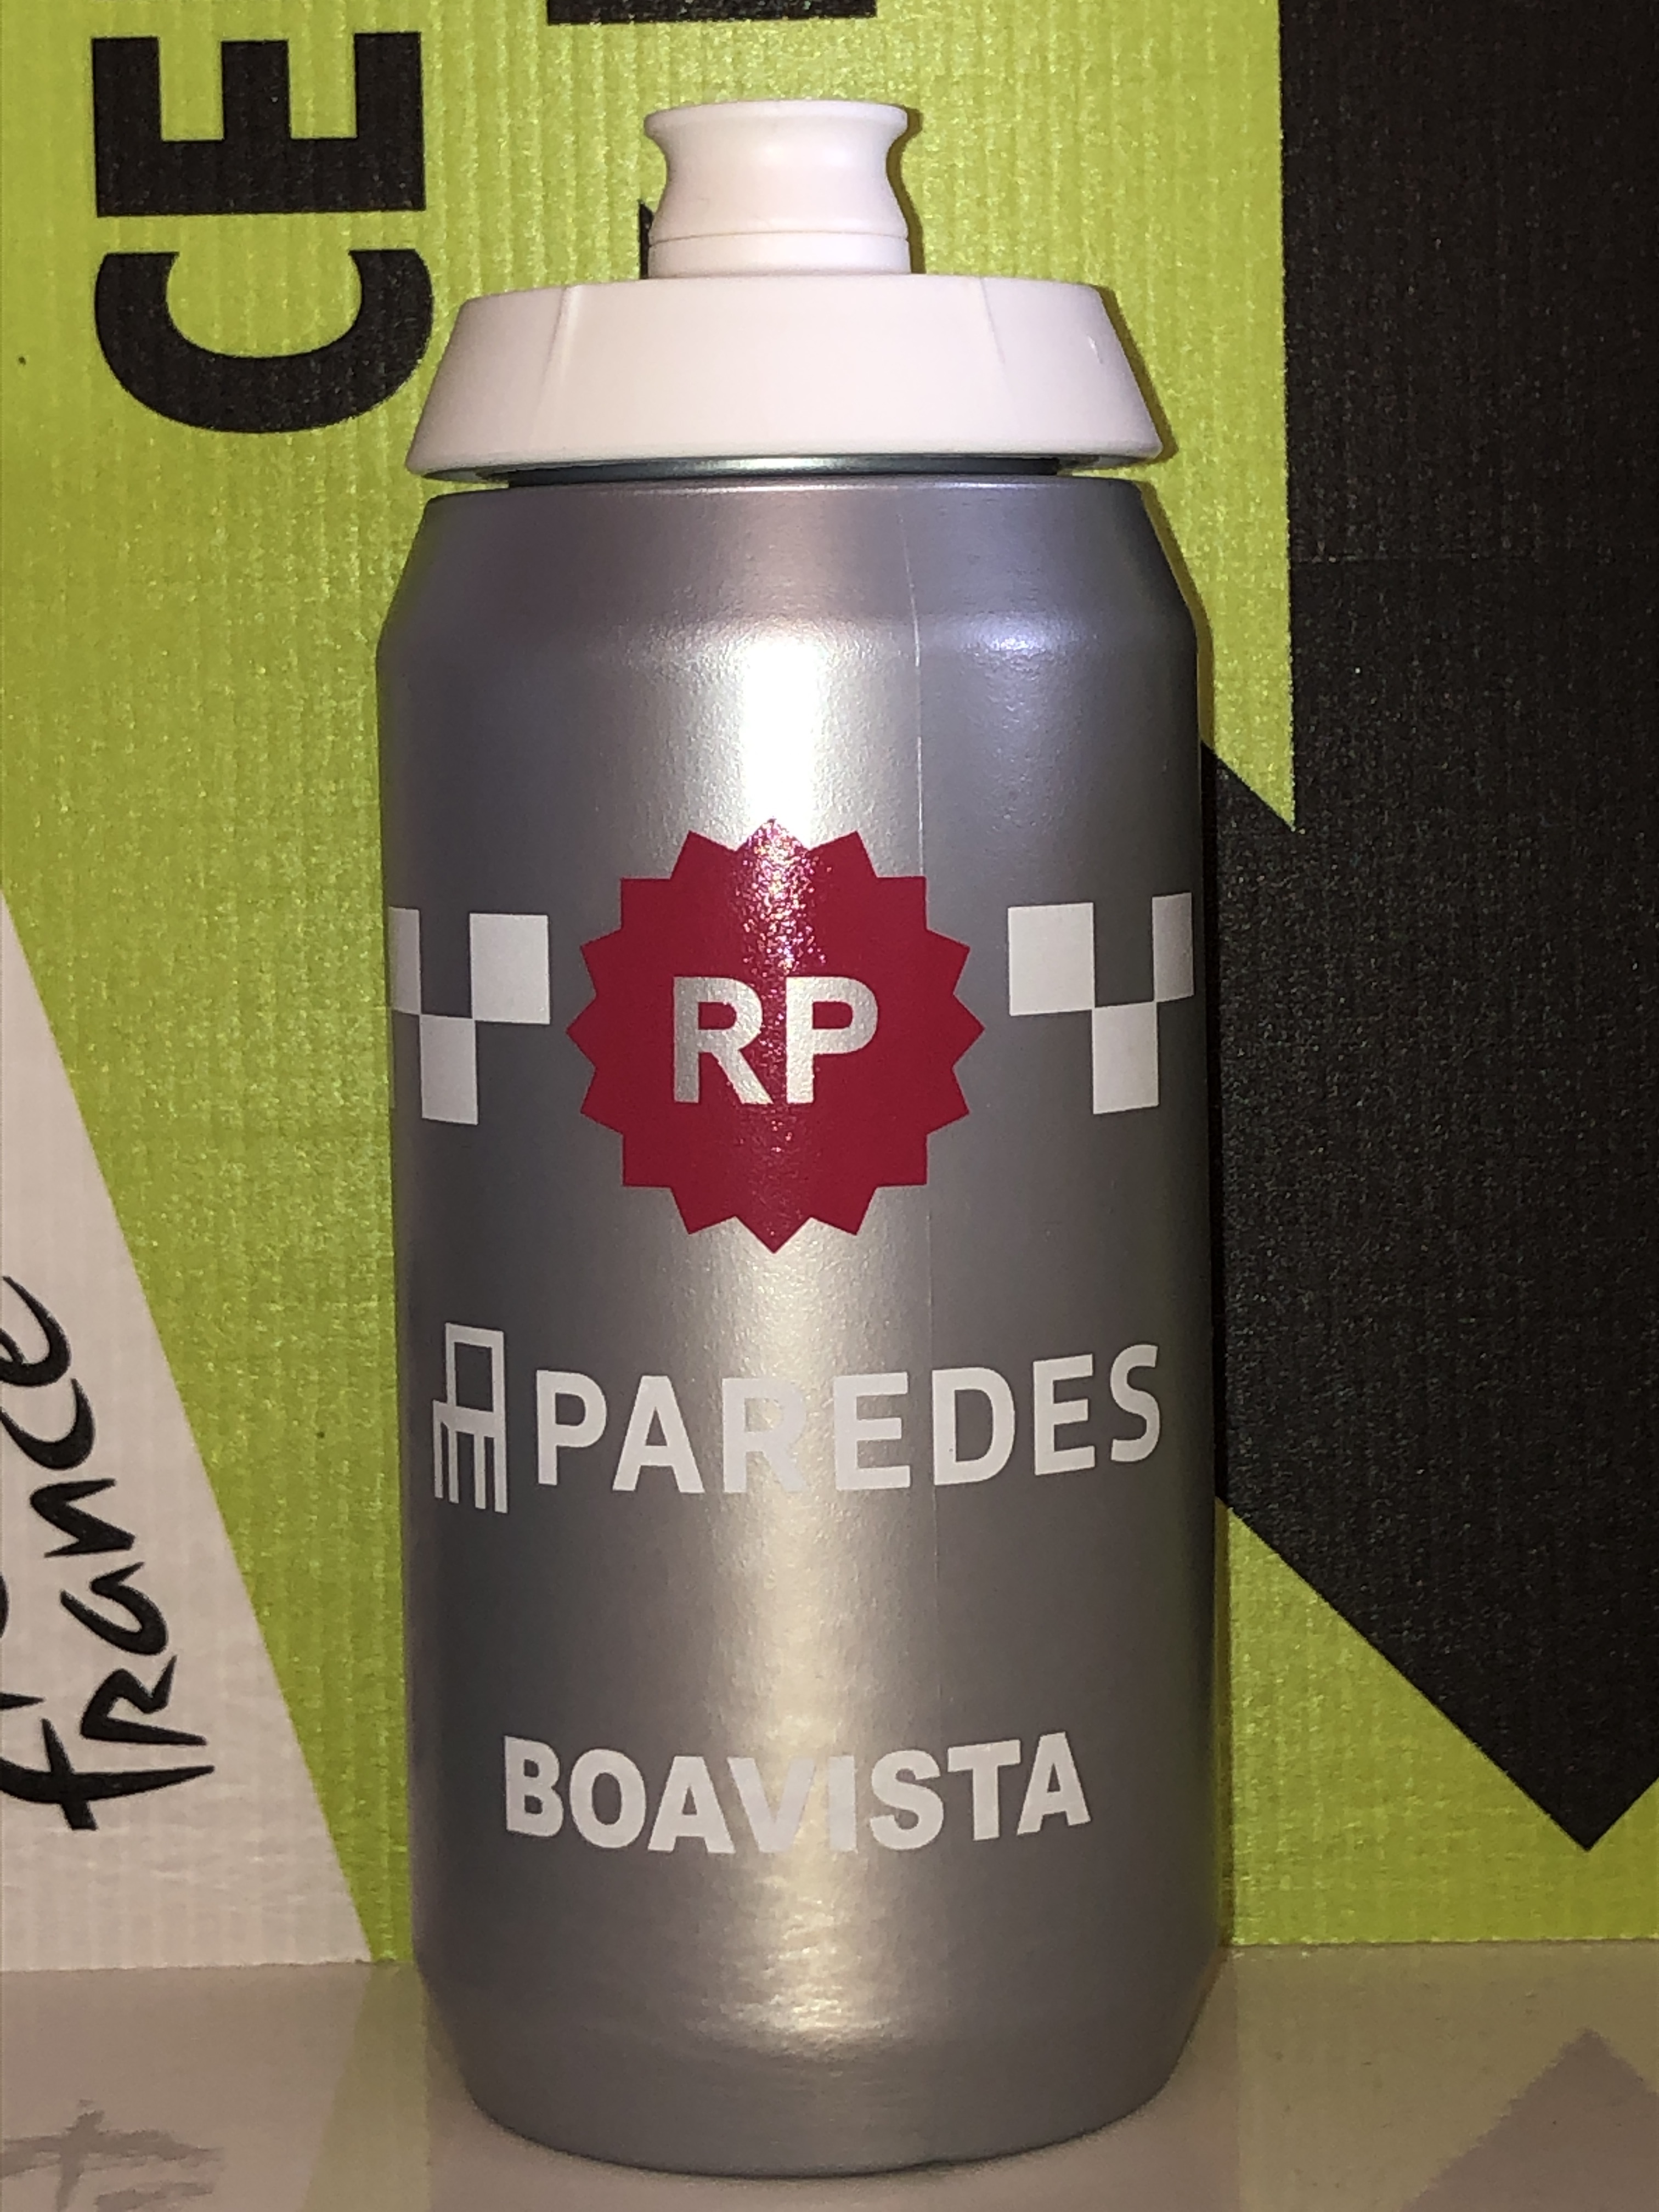 CE
RP
PAREDES
BOAVISTA
france